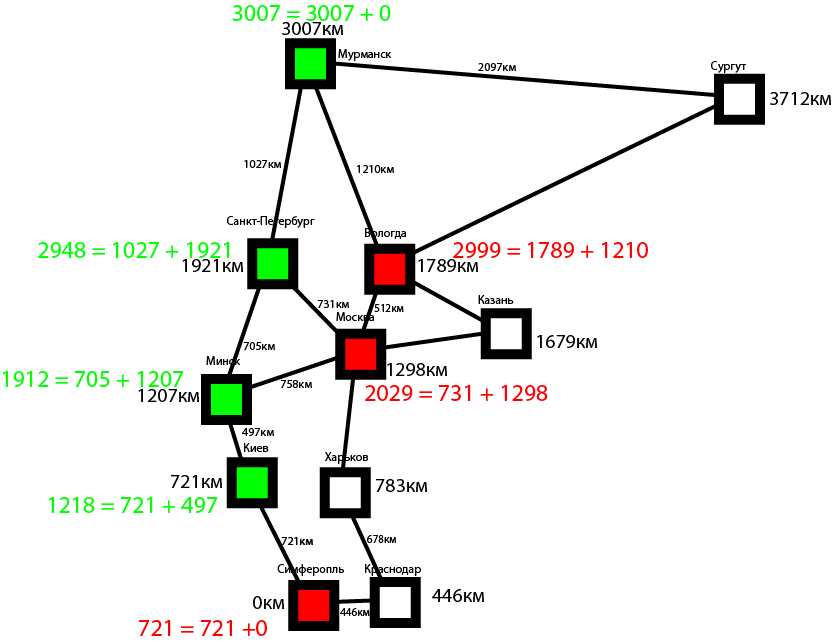 3007 = 3007 + 0
3007км
Мурманск
2097км
Сургут
3712км
1027км
1210км
Санкт-Петербург
2948 = 1027 + 1921
1921км
Вологда
2999 = 1789 + 1210
1789км
731км
512км
Москва
Казань
1679км
705км
Минск
1298км
1912 = 705 + 1207
758км
1207км
2029 = 731 + 1298
497км
Киев
Харьков
721км
783км
1218 = 721 + 497
721км
678км
Симферопль
Краснодар
0км
446км
446км
721 = 721 +0